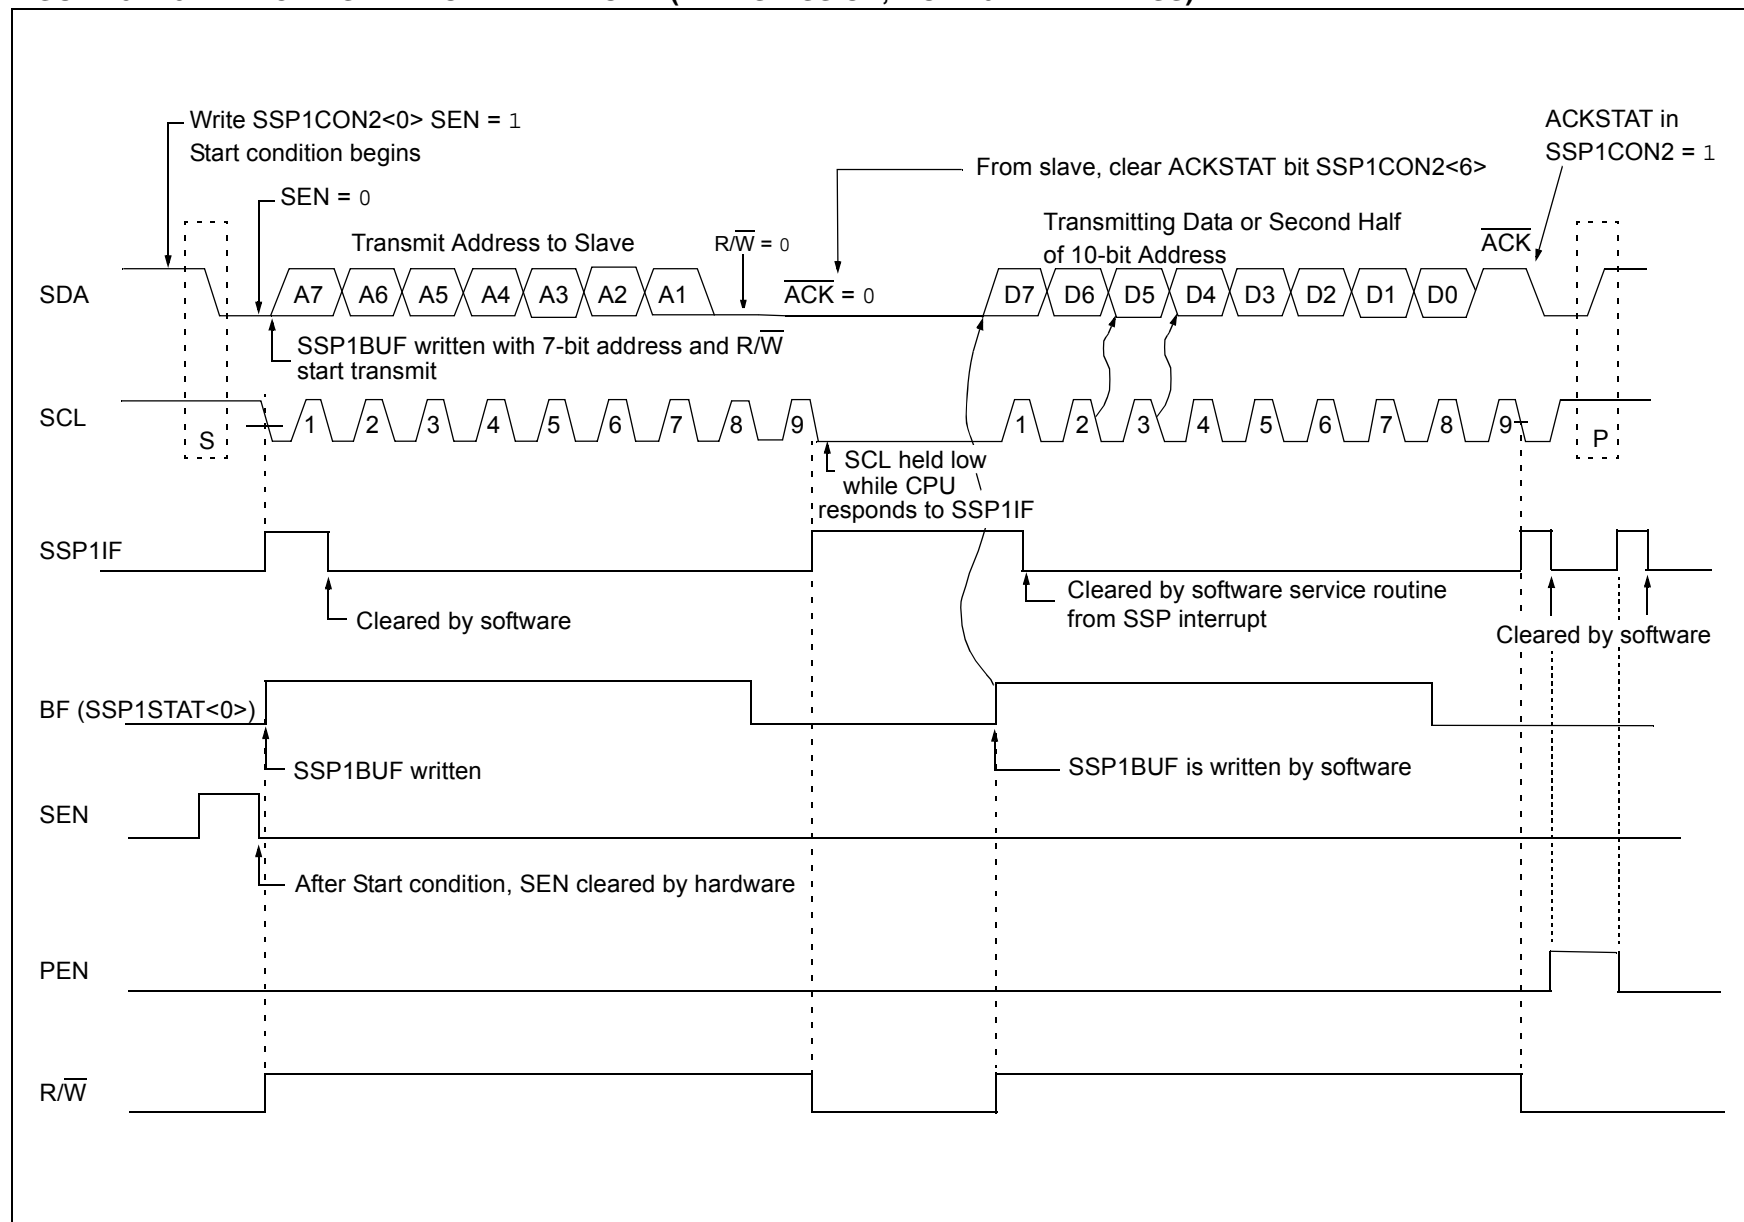 Write SSP1CON2<0> SEN = 1
Start condition begins
ACKSTAT in
SSP1CON2 = 1
From slave, clear ACKSTAT bit SSP1CON2<6>
SEN = 0
Transmit Address to Slave
R/W̅ = 0
Transmitting Data or Second Half
of 10-bit Address
A̅C̅K̅
SDA
A7
A6
A5
A4
A3
A2
A1
A̅C̅K̅ = 0
D7
D6
D5
D4
D3
D2
D1
D0
SSP1BUF written with 7-bit address and R/W̅
start transmit
SCL
S
1
2
3
4
5
6
7
8
9
1
2
3
4
5
6
7
8
9
P
SCL held low
while CPU
responds to SSP1IF
SSP1IF
Cleared by software
Cleared by software service routine
from SSP interrupt
Cleared by software
BF (SSP1STAT<0>)
SSP1BUF written
SSP1BUF is written by software
SEN
After Start condition, SEN cleared by hardware
PEN
R/W̅